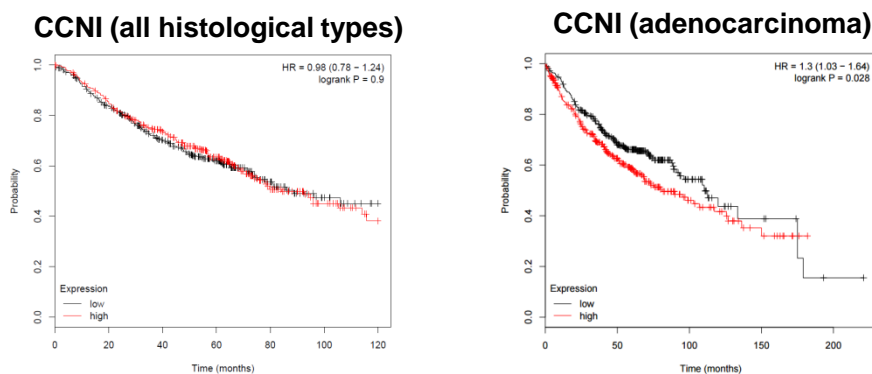 CCNI (all histological types)
HR = 0.98 (0.78 − 1.24)
logrank P = 0.9
Probability
1.0
0.8
0.6
0.4
0.2
0.0
Expression
low
high
0 20 40 60 80 100 120
Time (months)
CCNI (adenocarcinoma)
HR = 1.3 (1.03 − 1.64)
logrank P = 0.028
Probability
1.0
0.8
0.6
0.4
0.2
0.0
Expression
low
high
0 50 100 150 200
Time (months)